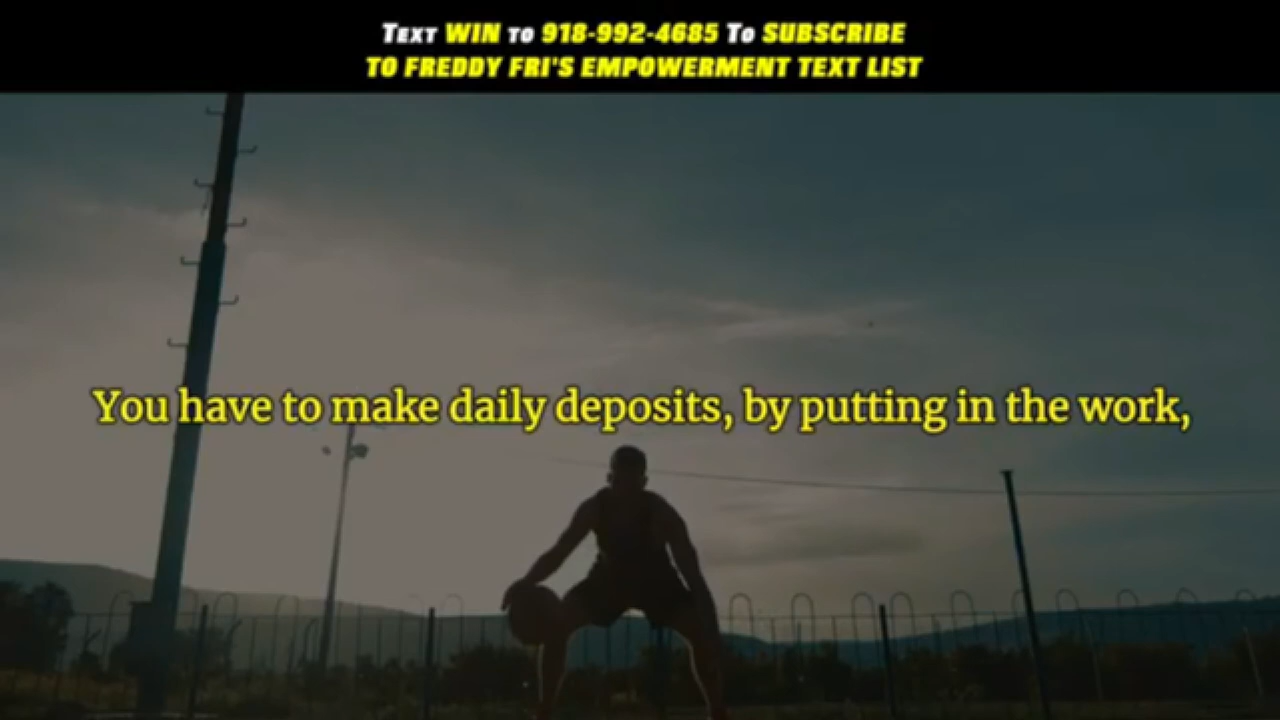 Text WIN to 918-992-4685 To SUBSCRIBE
TO FREDDY FRI'S EMPOWERMENT TEXT LIST
You have to make daily deposits, by putting in the work,